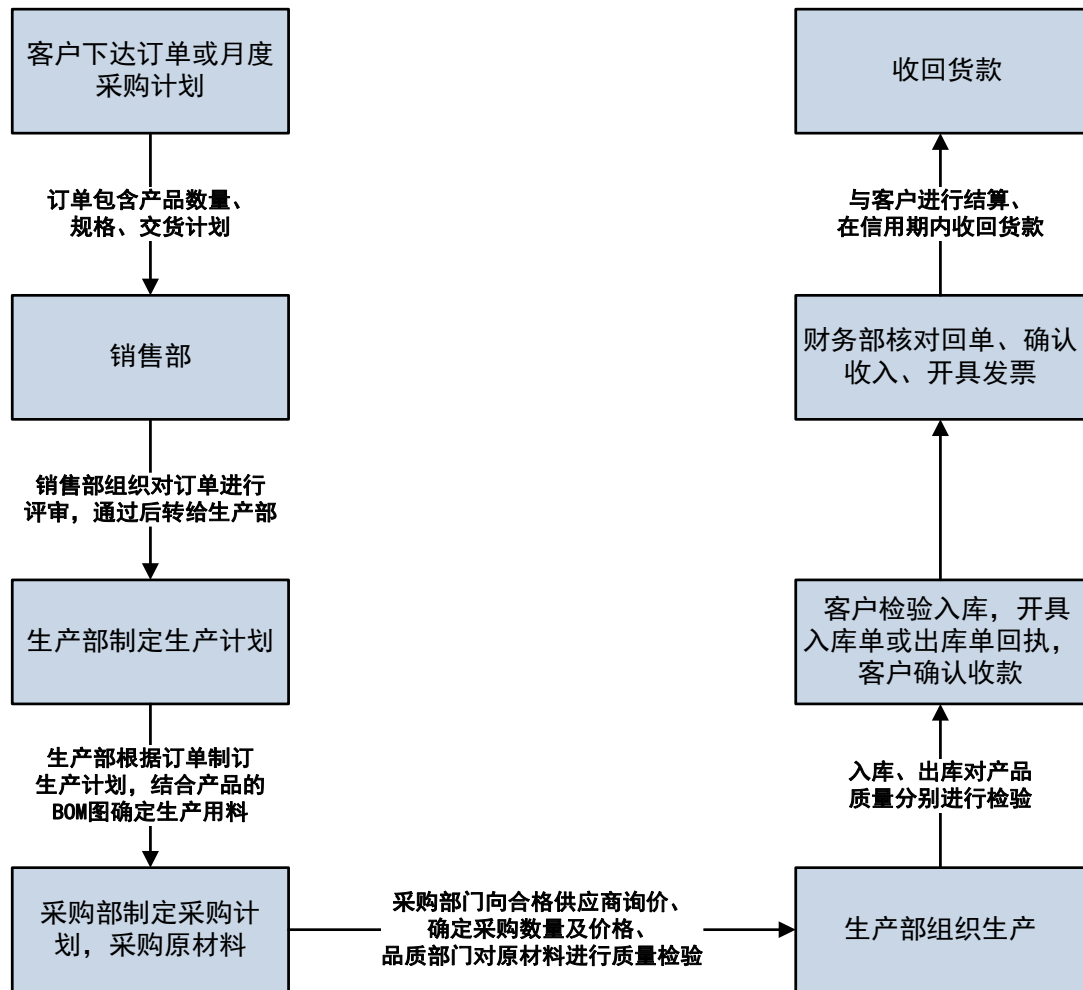 客户下达订单或月度
采购计划
订单包含产品数量、
规格、交货计划
销售部
销售部组织对订单进行
评审，通过后转给生产部
生产部制定生产计划
生产部根据订单制订
生产计划，结合产品的
BOM图确定生产用料
采购部制定采购计
划，采购原材料
采购部门向合格供应商询价、
确定采购数量及价格、
品质部门对原材料进行质量检验
生产部组织生产
入库、出库对产品
质量分别进行检验
客户检验入库，开具
入库单或出库单回执，
客户确认收款
财务部核对回单、确认
收入、开具发票
与客户进行结算、
在信用期内收回货款
收回货款